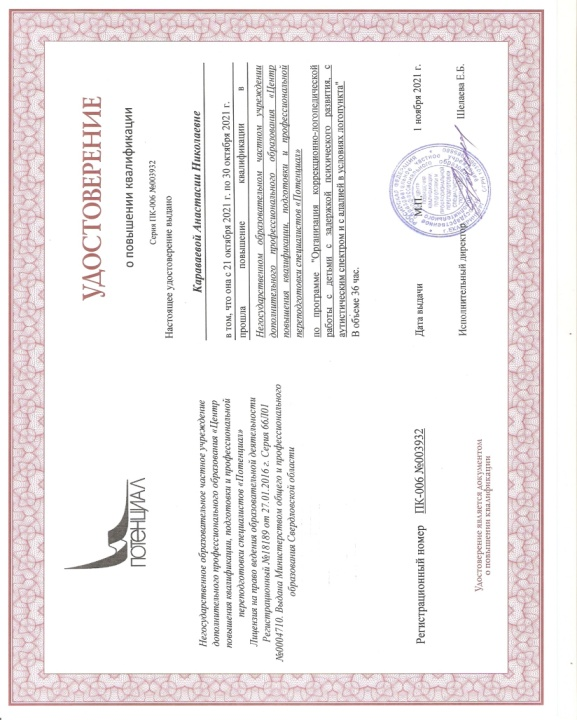 ПОТЕНЦИАЛ
Негосударственное образовательное частное учреждение
дополнительного профессионального образования «Центр
повышения квалификации, подготовки и профессиональной
переподготовки специалистов «Потенциал»
Лицензия на право ведения образовательной деятельности
Регистрационный №18189 от 27.01.2016 г. Серия 66Л01
№0004710. Выдана Министерством общего и профессионального
образования Свердловской области
Регистрационный номер ПК-006 №003932
Удостоверение является документом
о повышении квалификации
УДОСТОВЕРЕНИЕ
о повышении квалификации
Серия ПК-006 №003932
Настоящее удостоверение выдано
Караваевой Анастасии Николаевне
в том, что она с 21 октября 2021 г. по 30 октября 2021 г.
прошла повышение квалификации в
Негосударственном образовательном частном учреждении
дополнительного профессионального образования «Центр
повышения квалификации, подготовки и профессиональной
переподготовки специалистов «Потенциал»
по программе "Организация коррекционно-логопедической
работы с детьми с задержкой психического развития, с
аутистическим спектром и с алалией в условиях логопункта"
В объеме 36 час.
Дата выдачи М.П. 1 ноября 2021 г.
Исполнительный директор Шелаева Е.Б.